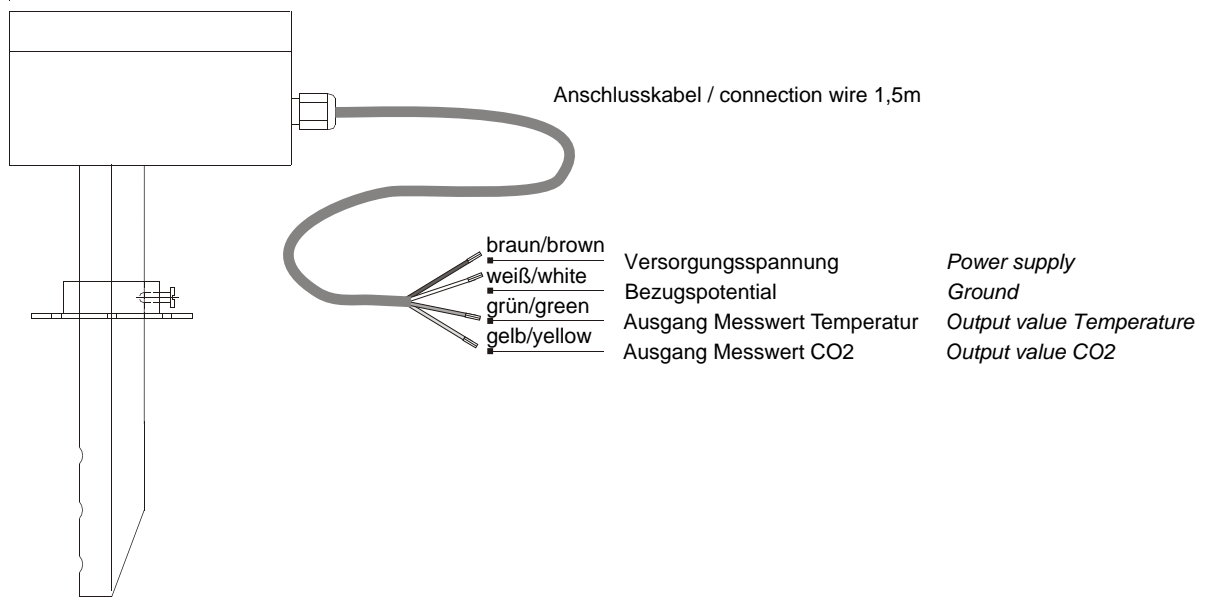 Anschlusskabel / connection wire 1,5m
braun/brown Versorgungsspannung Power supply
weiß/white Bezugspotential Ground
grün/green Ausgang Messwert Temperatur Output value Temperature
gelb/yellow Ausgang Messwert CO2 Output value CO2